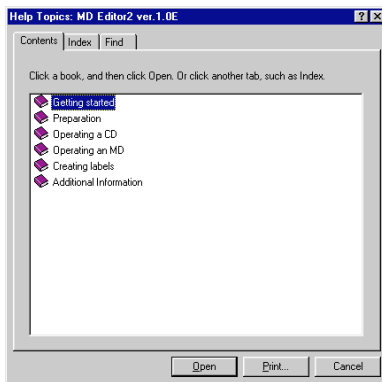 Help Topics: MD Editor2 ver.1.0E
Contents Index Find
Click a book, and then click Open. Or click another tab, such as Index.
Getting started
Preparation
Operating a CD
Operating an MD
Creating labels
Additional Information
Open Print... Cancel